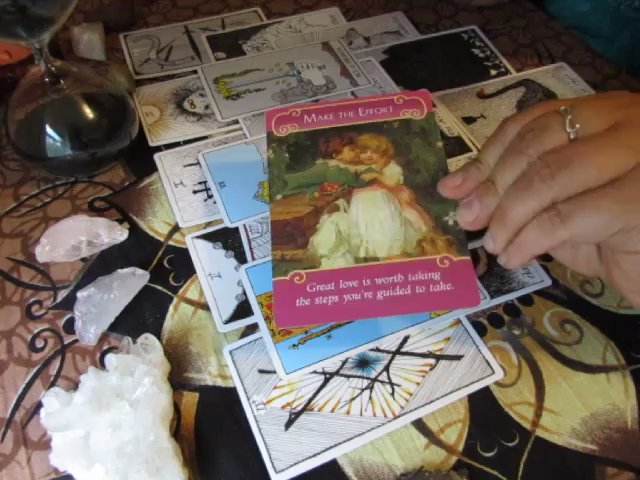 MAKE THE EFFORT
Great love is worth taking
the steps you're guided to take.